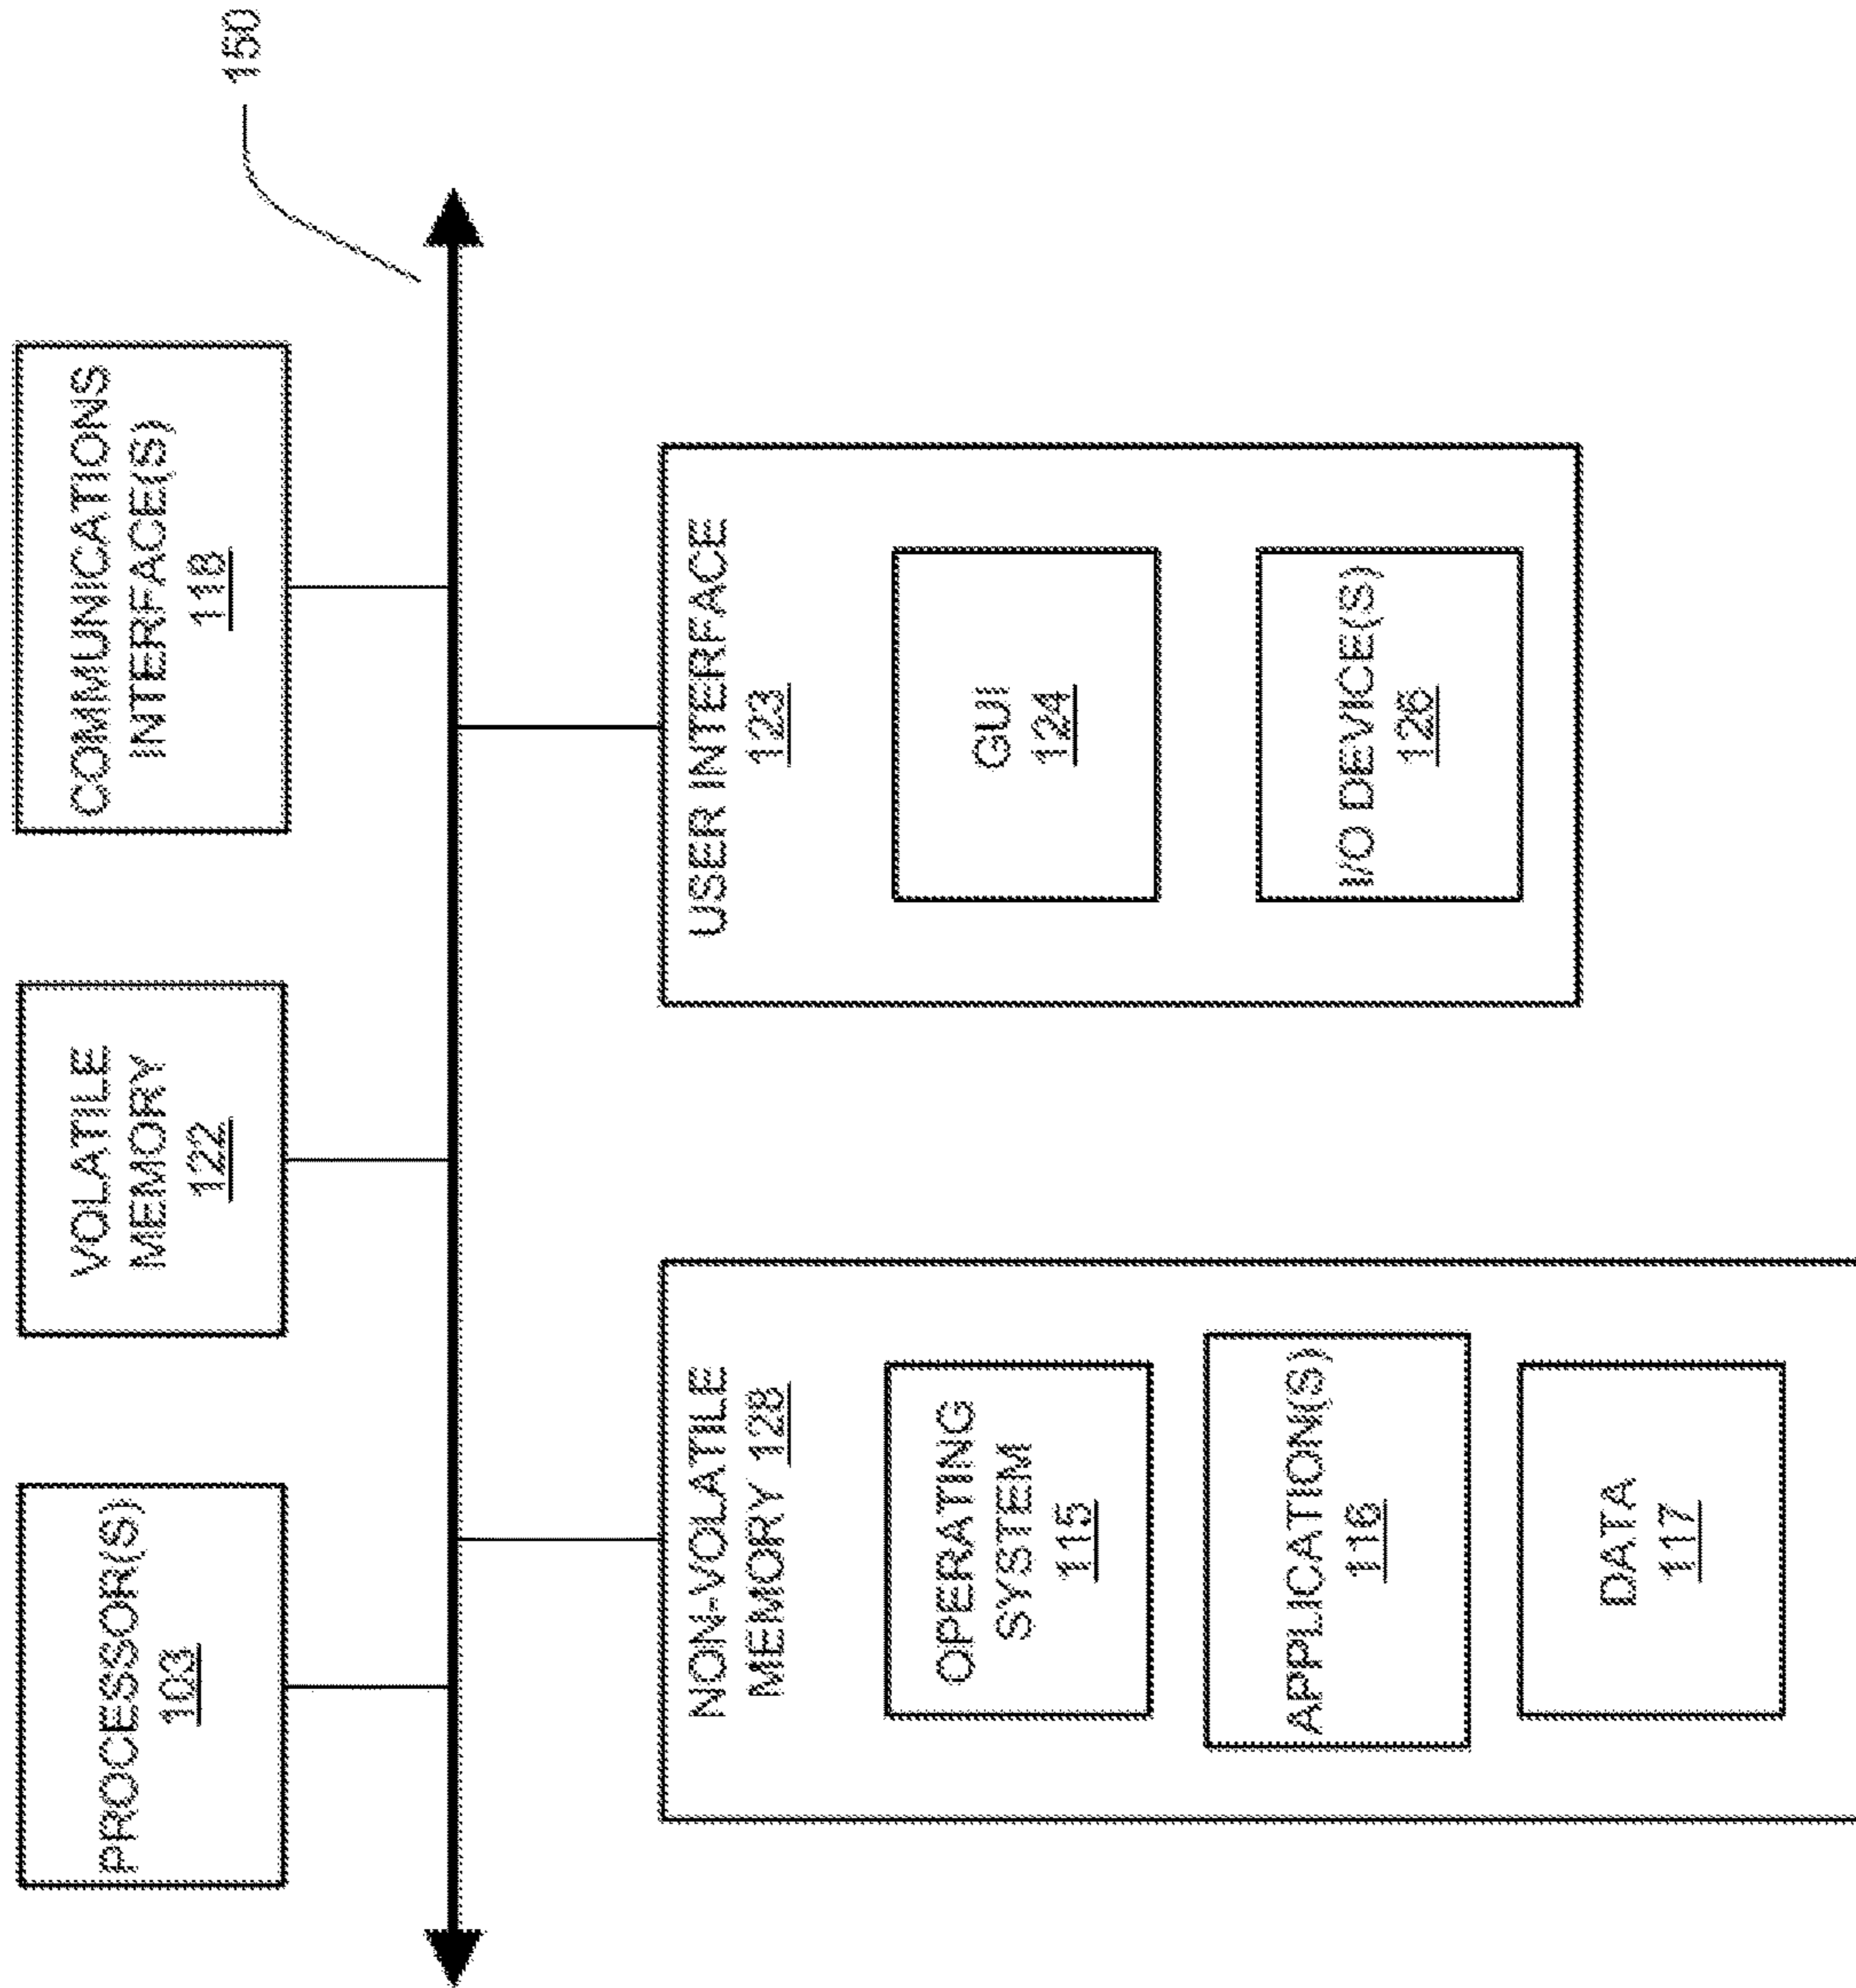 150
PROCESSOR(S)
103
VOLATILE
MEMORY
122
COMMUNICATIONS
INTERFACE(S)
118
NON-VOLATILE
MEMORY 128
OPERATING
SYSTEM
115
APPLICATION(S)
116
DATA
117
USER INTERFACE
123
GUI
124
I/O DEVICE(S)
126